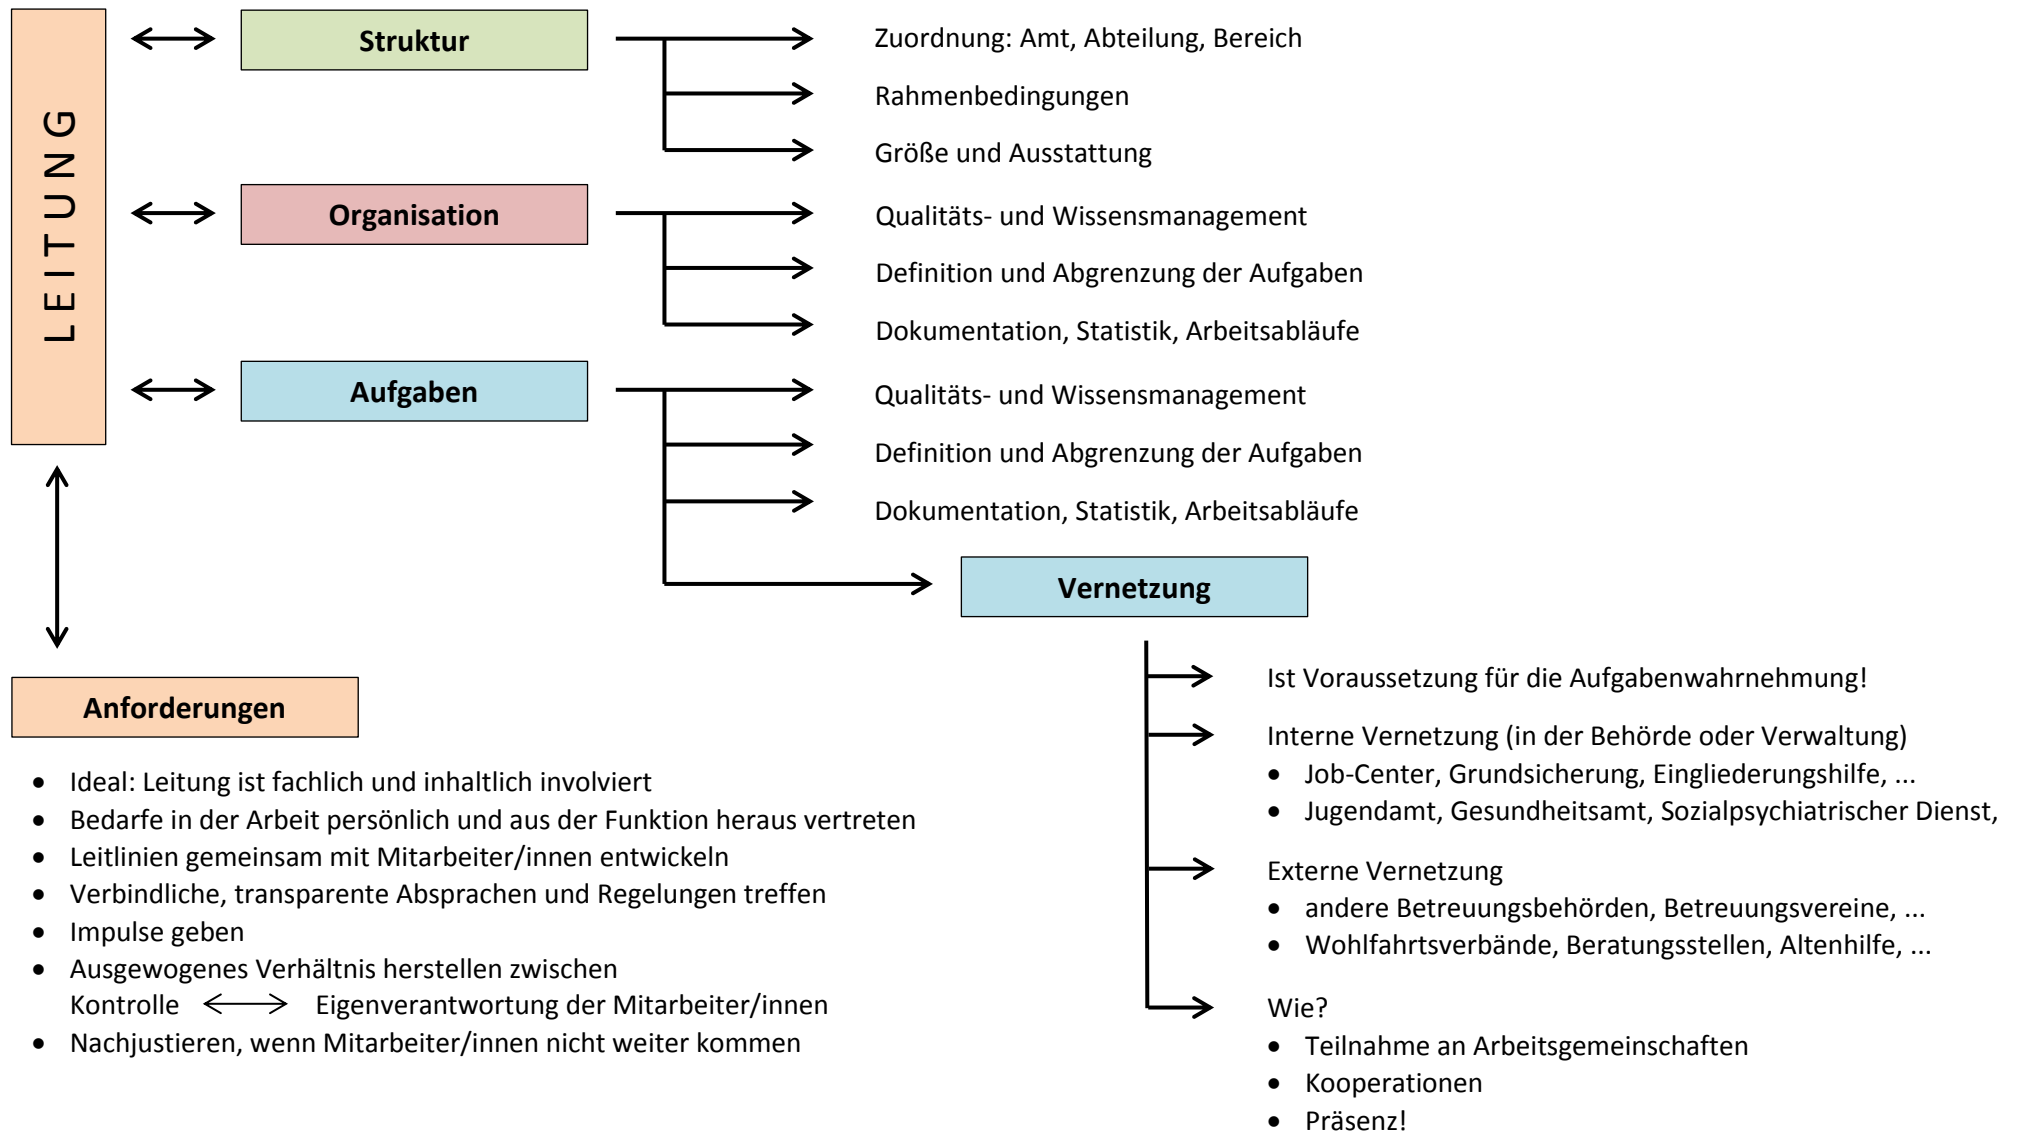 LEITUNG
Struktur
Zuordnung: Amt, Abteilung, Bereich
Rahmenbedingungen
Größe und Ausstattung
Organisation
Qualitäts- und Wissensmanagement
Definition und Abgrenzung der Aufgaben
Dokumentation, Statistik, Arbeitsabläufe
Aufgaben
Qualitäts- und Wissensmanagement
Definition und Abgrenzung der Aufgaben
Dokumentation, Statistik, Arbeitsabläufe
Vernetzung
Ist Voraussetzung für die Aufgabenwahrnehmung!
Interne Vernetzung (in der Behörde oder Verwaltung)
• Job-Center, Grundsicherung, Eingliederungshilfe, ...
• Jugendamt, Gesundheitsamt, Sozialpsychiatrischer Dienst,
Externe Vernetzung
• andere Betreuungsbehörden, Betreuungsvereine, ...
• Wohlfahrtsverbände, Beratungsstellen, Altenhilfe, ...
Wie?
• Teilnahme an Arbeitsgemeinschaften
• Kooperationen
• Präsenz!
Anforderungen
• Ideal: Leitung ist fachlich und inhaltlich involviert
• Bedarfe in der Arbeit persönlich und aus der Funktion heraus vertreten
• Leitlinien gemeinsam mit Mitarbeiter/innen entwickeln
• Verbindliche, transparente Absprachen und Regelungen treffen
• Impulse geben
• Ausgewogenes Verhältnis herstellen zwischen
Kontrolle ⟷ Eigenverantwortung der Mitarbeiter/innen
• Nachjustieren, wenn Mitarbeiter/innen nicht weiter kommen